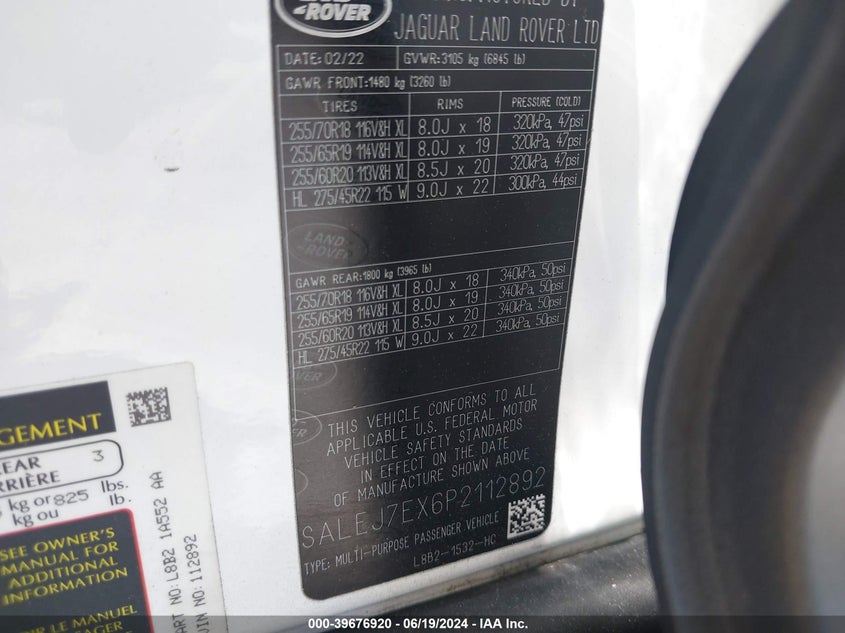 ROVER
JAGUAR LAND ROVER LTD
DATE: 02/22 GVWR:3105 kg (6845 lb)
GAWR FRONT:1480 kg (3260 lb)
TIRES RIMS PRESSURE (COLD)
255/70R18 116V&H XL 8.0J x 18 320kPa, 47psi
255/65R19 114V&H XL 8.0J x 19 320kPa, 47psi
255/60R20 113V&H XL 8.5J x 20 320kPa, 47psi
HL 275/45R22 115 W 9.0J x 22 300kPa, 44psi
LAND ROVER
GAWR REAR:1800 kg (3965 lb)
255/70R18 116V&H XL 8.0J x 18 340kPa, 50psi
255/65R19 114V&H XL 8.0J x 19 340kPa, 50psi
255/60R20 113V&H XL 8.5J x 20 340kPa, 50psi
HL 275/45R22 115 W 9.0J x 22 340kPa, 50psi
ROVER
THIS VEHICLE CONFORMS TO ALL
APPLICABLE U.S. FEDERAL MOTOR
VEHICLE SAFETY STANDARDS
IN EFFECT ON THE DATE
OF MANUFACTURE SHOWN ABOVE
SALEJ7EX6P2112892
TYPE: MULTI-PURPOSE PASSENGER VEHICLE
L8B2-1532-HC
GEMENT
EAR 3
RRIÈRE
kg or 825 lbs.
kg ou lb.
SEE OWNER'S
MANUAL FOR
ADDITIONAL
INFORMATION
LE MANUEL
PART NO: L8B2 1A552 AA
VIN NO: 112892
000-39676920 - 06/19/2024 - IAA Inc.